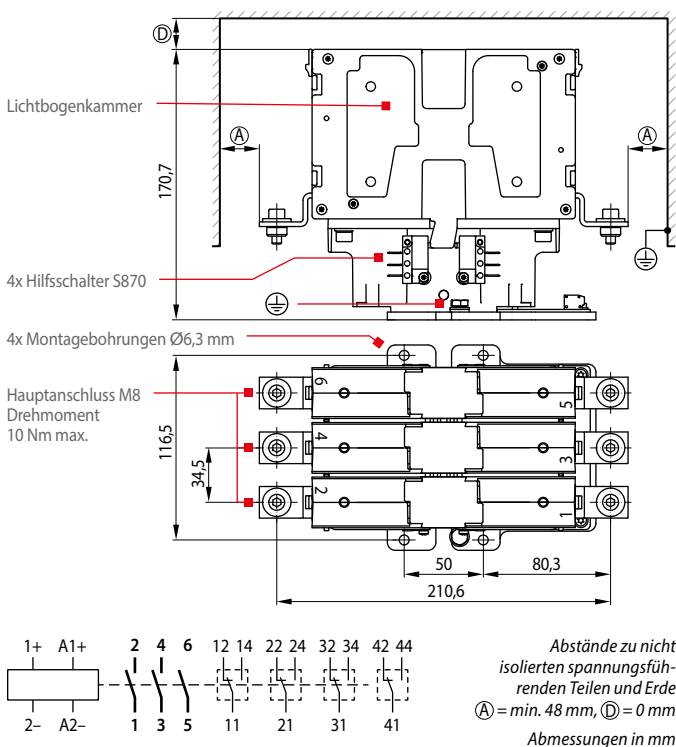 D
Lichtbogenkammer
A
A
170,7
4x Hilfsschalter S870
4x Montagebohrungen Ø6,3 mm
Hauptanschluss M8
Drehmoment
10 Nm max.
116,5
34,5
6
5
4
3
2
1
50
80,3
210,6
1+ A1+ 2 4 6 12 14 22 24 32 34 42 44
2– A2– 1 3 5 11 21 31 41
Abstände zu nicht
isolierten spannungsfüh-
renden Teilen und Erde
Ⓐ = min. 48 mm, Ⓓ = 0 mm
Abmessungen in mm